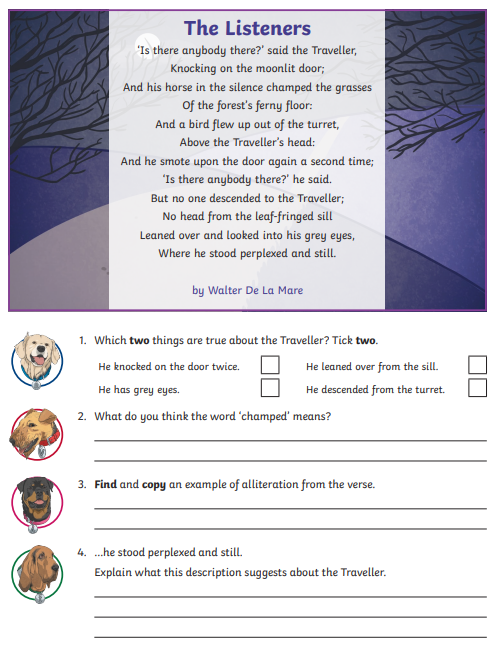 The Listeners
‘Is there anybody there?’ said the Traveller,
Knocking on the moonlit door;
And his horse in the silence champed the grasses
Of the forest’s ferny floor:
And a bird flew up out of the turret,
Above the Traveller’s head:
And he smote upon the door again a second time;
‘Is there anybody there?’ he said.
But no one descended to the Traveller;
No head from the leaf-fringed sill
Leaned over and looked into his grey eyes,
Where he stood perplexed and still.
by Walter De La Mare
1. Which two things are true about the Traveller? Tick two.
He knocked on the door twice. He leaned over from the sill.
He has grey eyes. He descended from the turret.
2. What do you think the word ‘champed’ means?
3. Find and copy an example of alliteration from the verse.
4. ...he stood perplexed and still.
Explain what this description suggests about the Traveller.